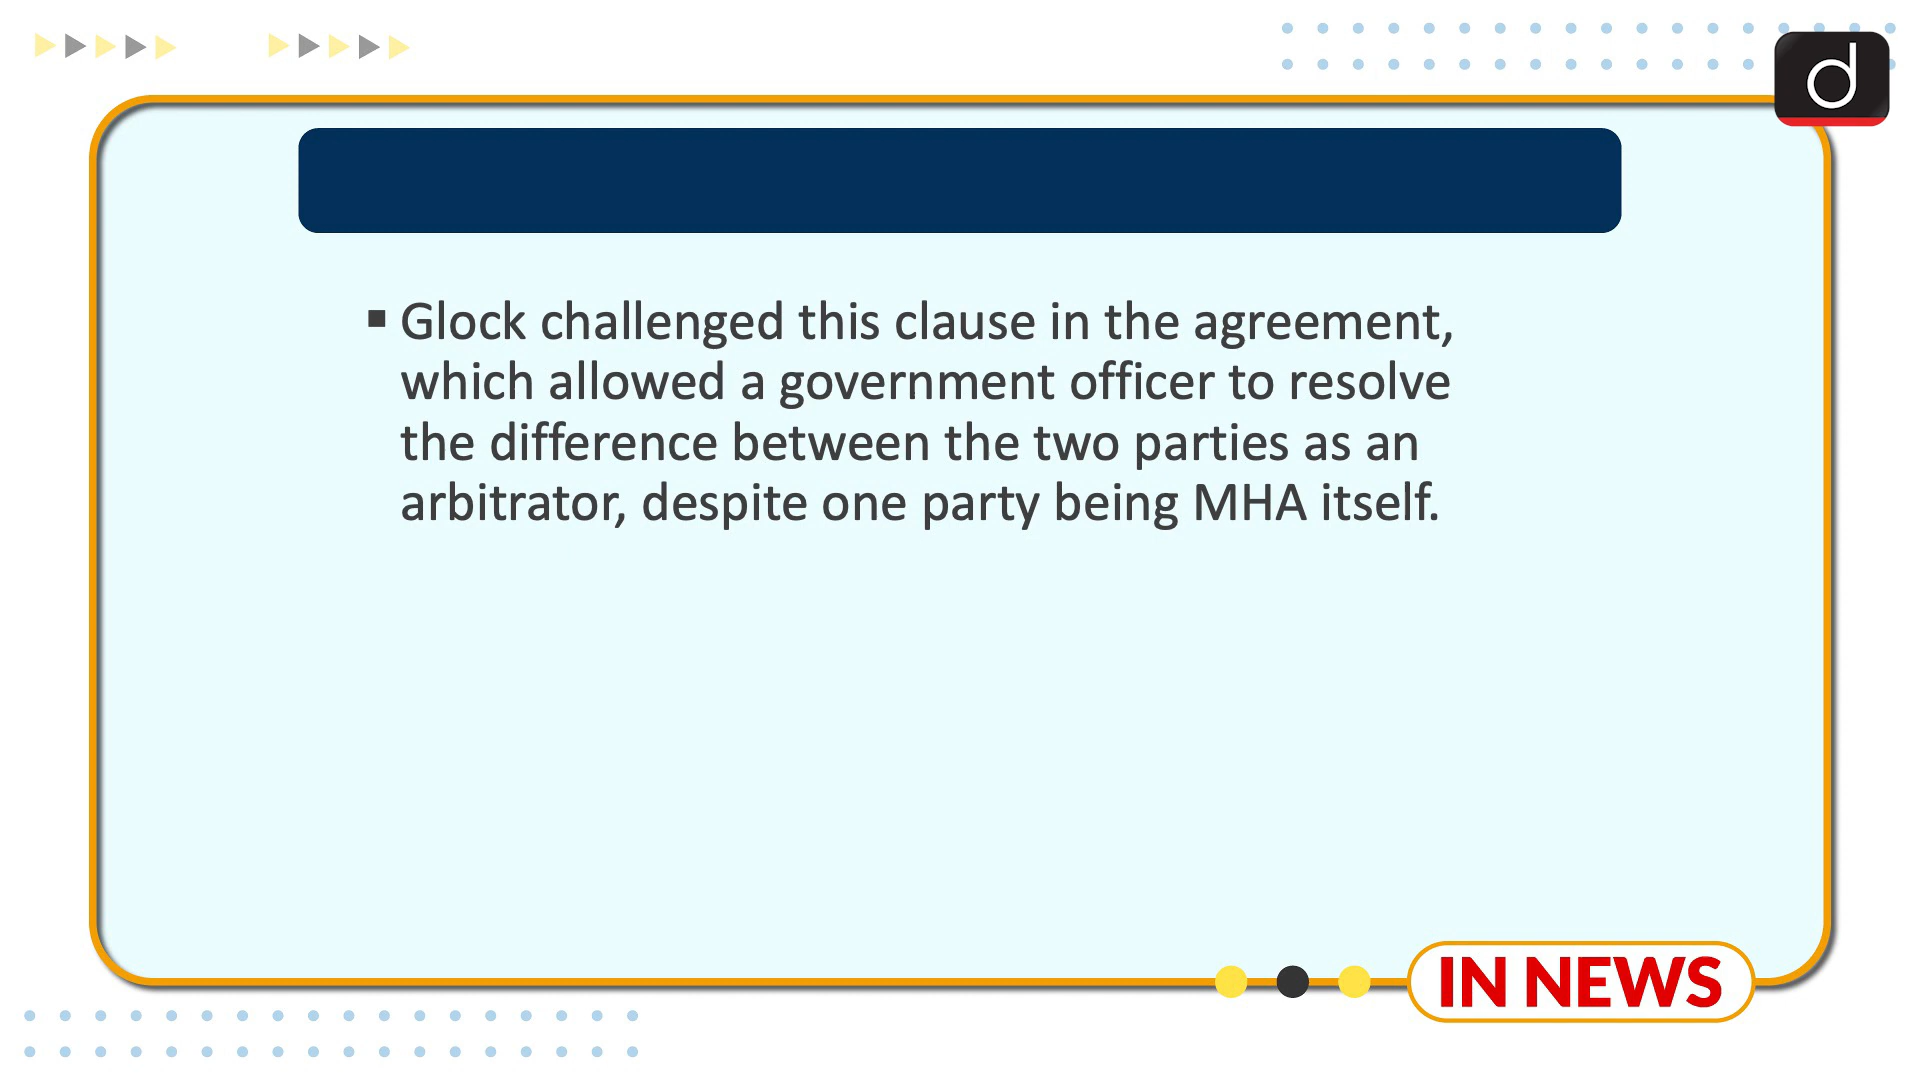 d
▪ Glock challenged this clause in the agreement,
which allowed a government officer to resolve
the difference between the two parties as an
arbitrator, despite one party being MHA itself.
IN NEWS